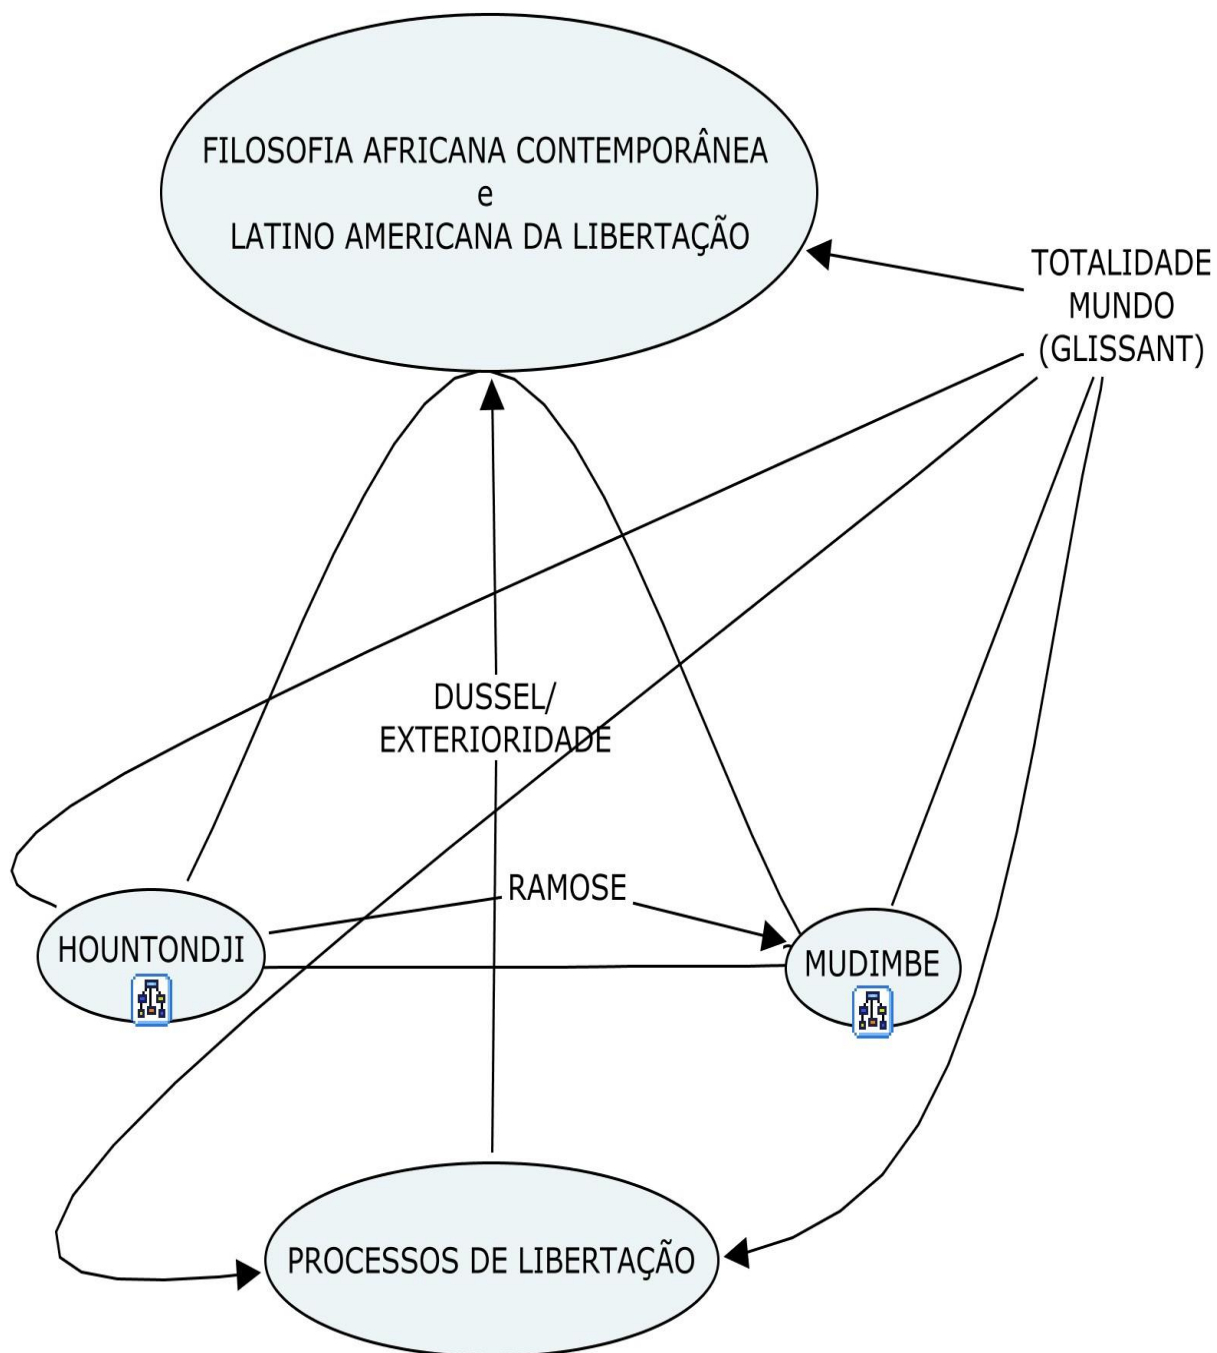 FILOSOFIA AFRICANA CONTEMPORÂNEA
e
LATINO AMERICANA DA LIBERTAÇÃO
TOTALIDADE
MUNDO
(GLISSANT)
DUSSEL/
EXTERIORIDADE
RAMOSE
HOUNTONDJI
MUDIMBE
PROCESSOS DE LIBERTAÇÃO